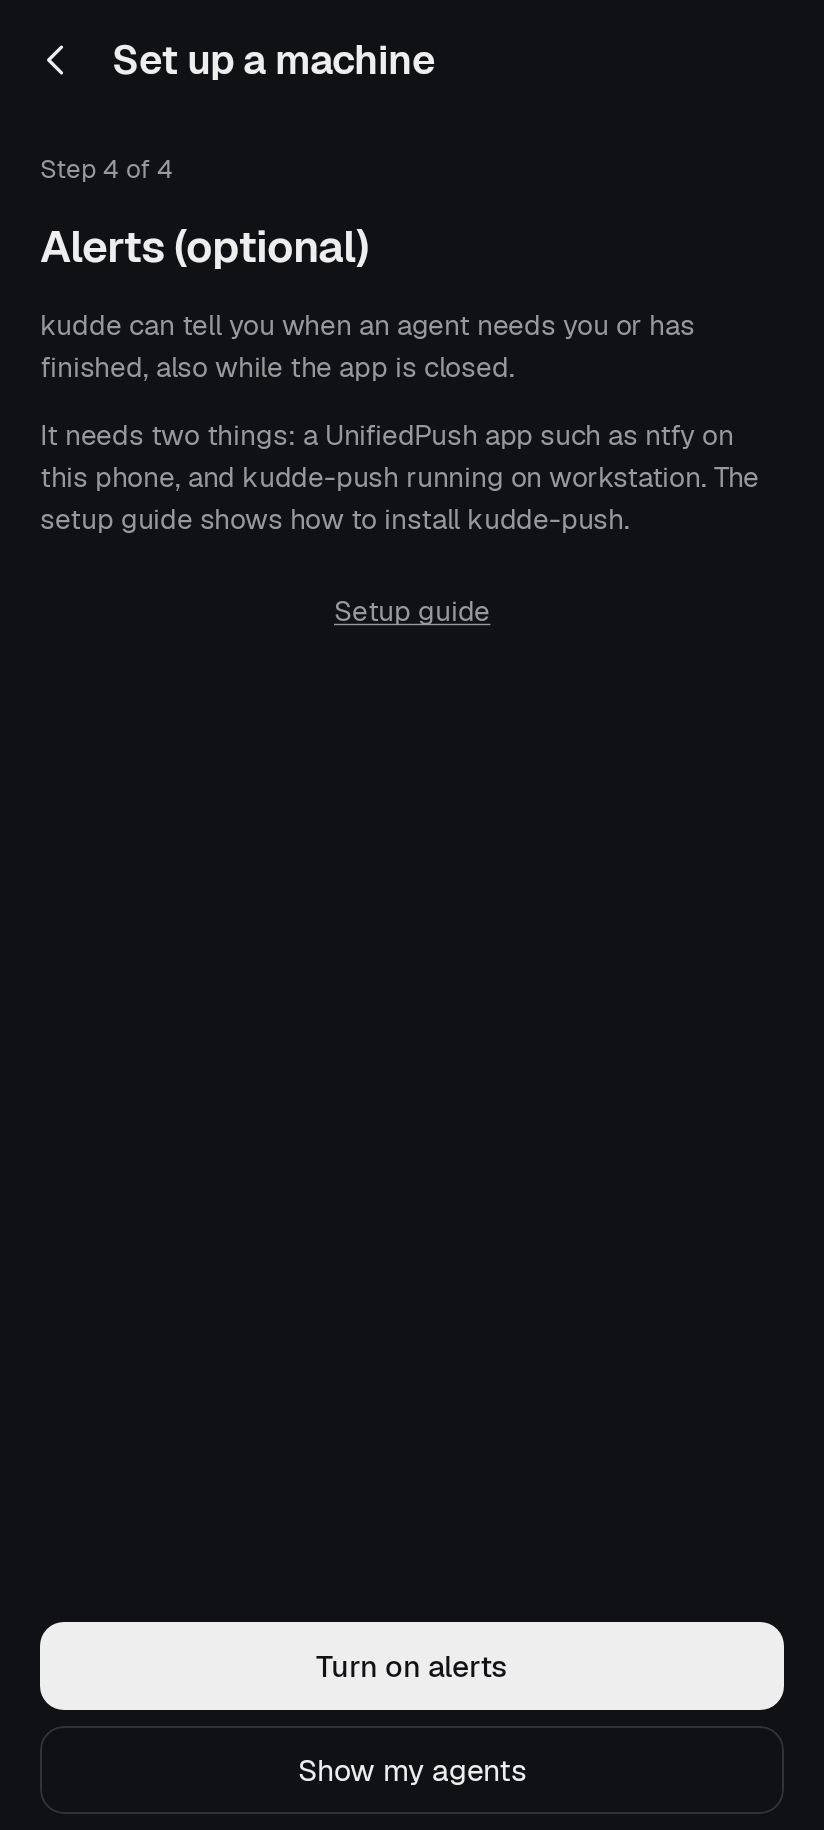 Set up a machine
Step 4 of 4
Alerts (optional)
kudde can tell you when an agent needs you or has
finished, also while the app is closed.
It needs two things: a UnifiedPush app such as ntfy on
this phone, and kudde-push running on workstation. The
setup guide shows how to install kudde-push.
Setup guide
Turn on alerts
Show my agents